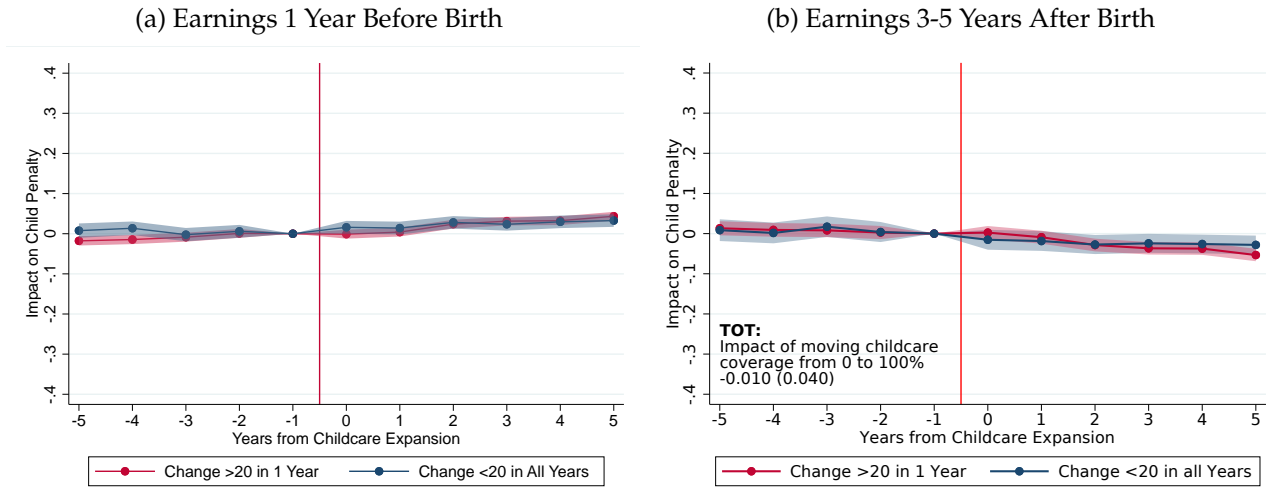 (a) Earnings 1 Year Before Birth
Impact on Child Penalty
.4
.3
.2
.1
0
-.1
-.2
-.3
-.4
-5 -4 -3 -2 -1 0 1 2 3 4 5
Years from Childcare Expansion
Change >20 in 1 Year Change <20 in All Years
(b) Earnings 3-5 Years After Birth
Impact on Child Penalty
.4
.3
.2
.1
0
-.1
-.2
-.3
-.4
TOT:
Impact of moving childcare
coverage from 0 to 100%
-0.010 (0.040)
-5 -4 -3 -2 -1 0 1 2 3 4 5
Years from Childcare Expansion
Change >20 in 1 Year Change <20 in all Years